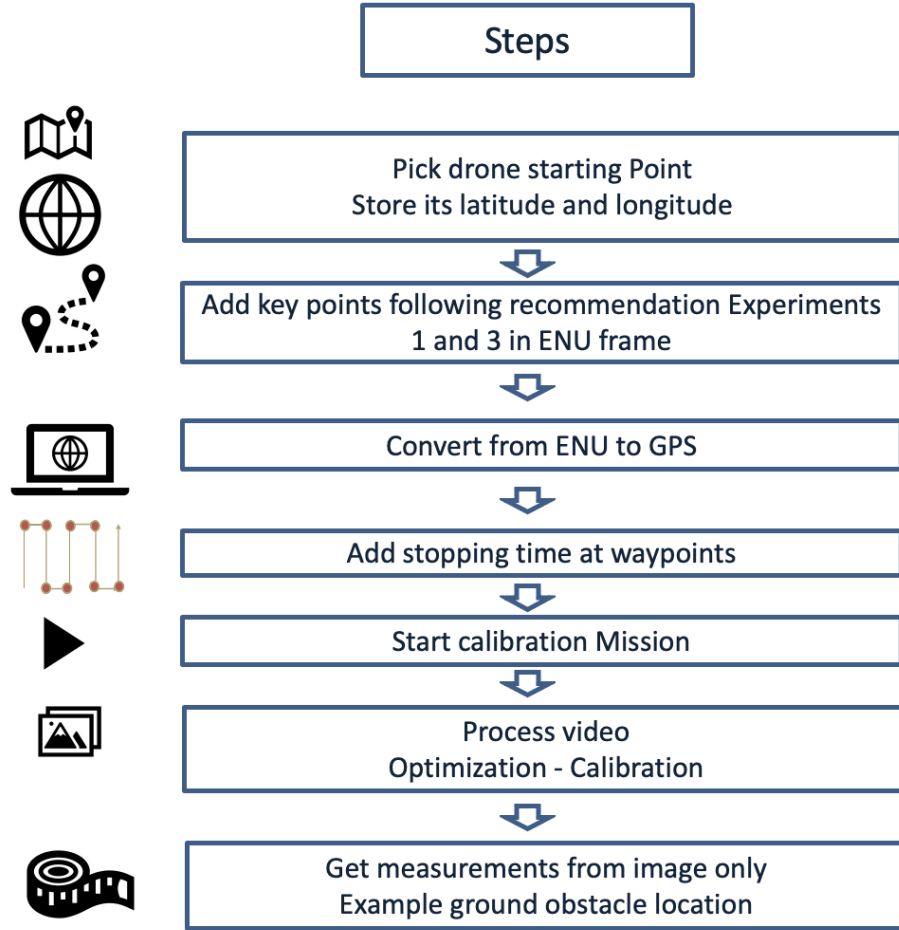 Steps
Pick drone starting Point
Store its latitude and longitude
Add key points following recommendation Experiments
1 and 3 in ENU frame
Convert from ENU to GPS
Add stopping time at waypoints
Start calibration Mission
Process video
Optimization - Calibration
Get measurements from image only
Example ground obstacle location